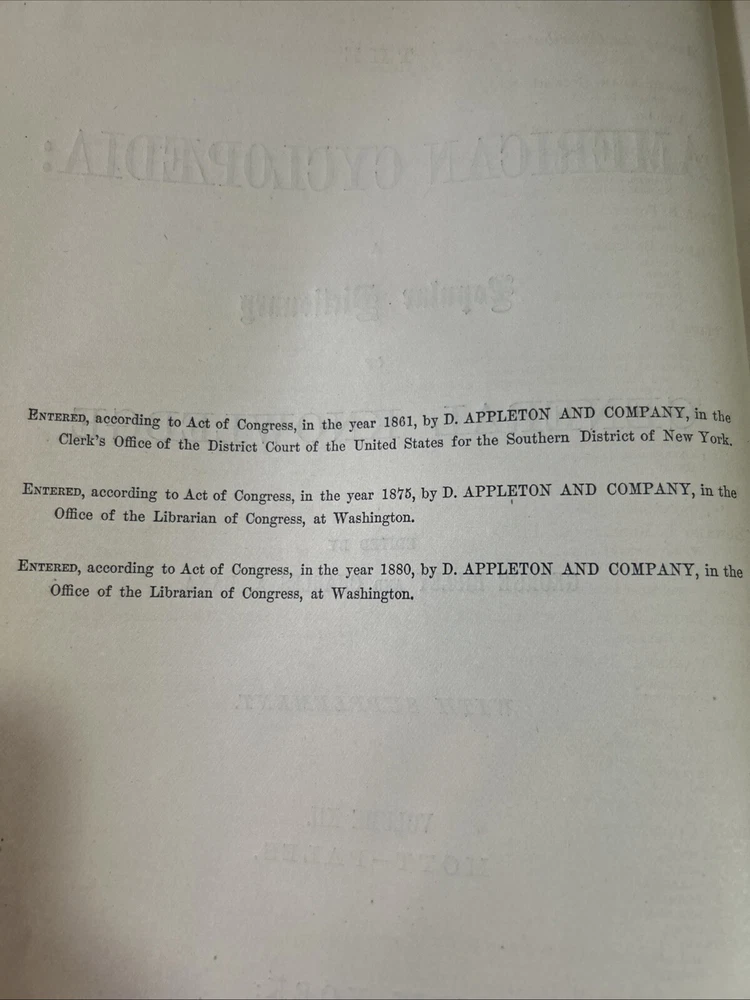 ENTERED, according to Act of Congress, in the year 1861, by D. APPLETON AND COMPANY, in the
Clerk's Office of the District Court of the United States for the Southern District of New York.
ENTERED, according to Act of Congress, in the year 1875, by D. APPLETON AND COMPANY, in the
Office of the Librarian of Congress, at Washington.
ENTERED, according to Act of Congress, in the year 1880, by D. APPLETON AND COMPANY, in the
Office of the Librarian of Congress, at Washington.